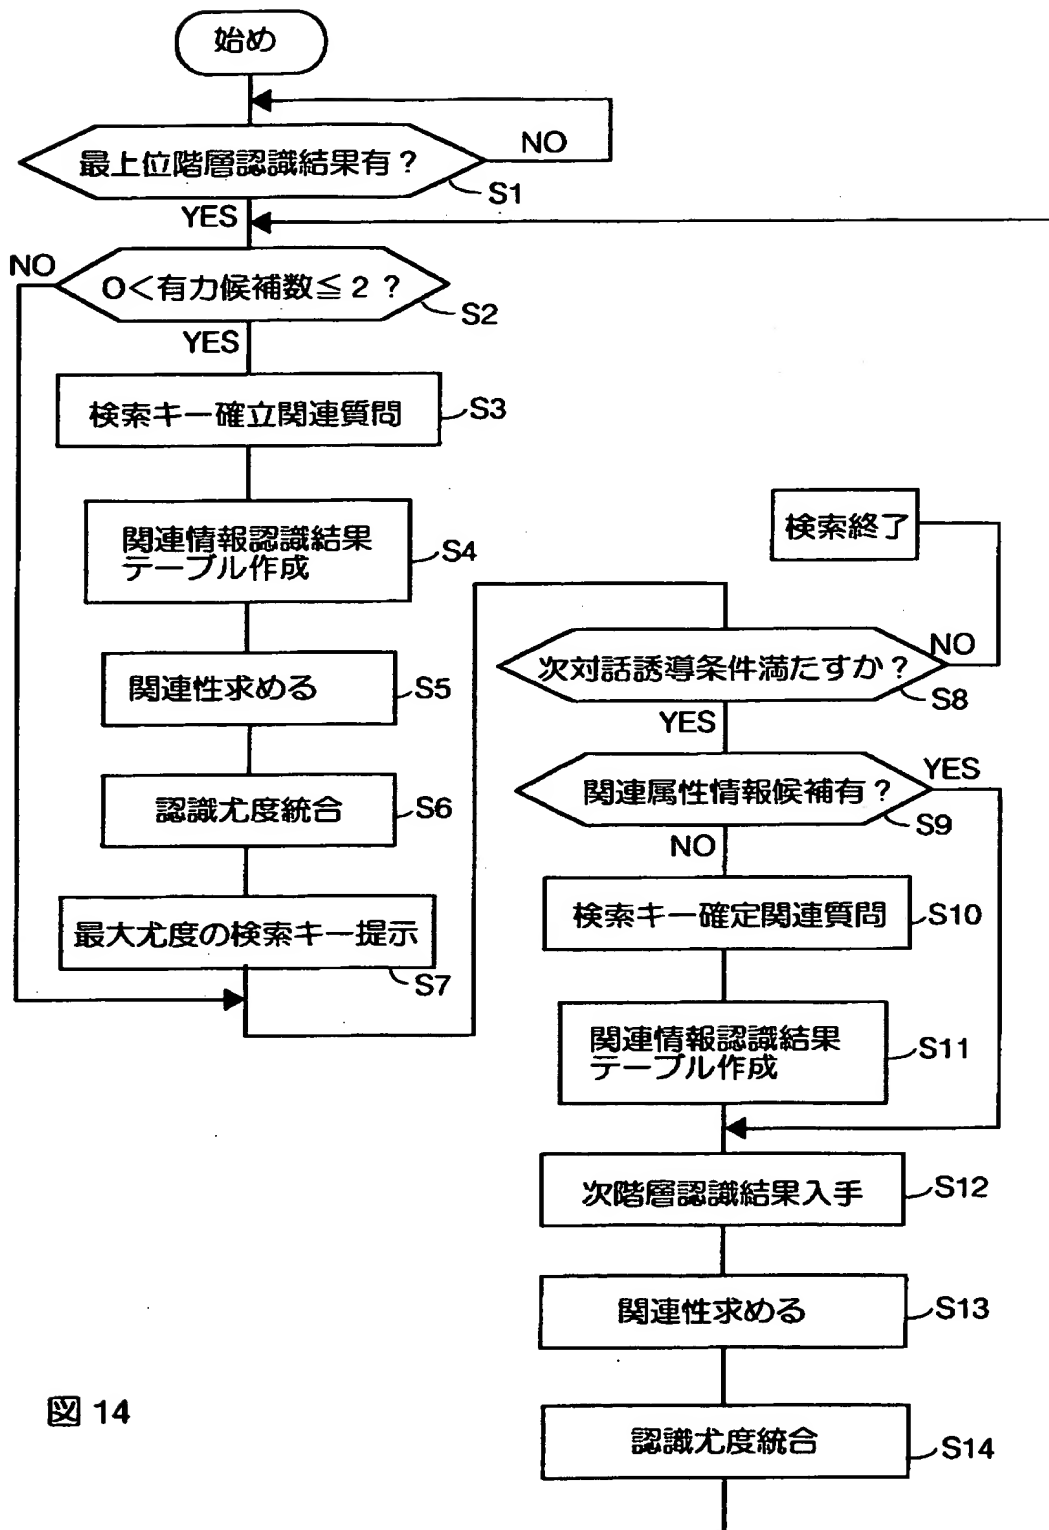 始め
最上位階層認識結果有？
NO
S1
YES
0＜有力候補数≦2？
NO
S2
YES
検索キー確立関連質問
S3
関連情報認識結果
テーブル作成
S4
関連性求める
S5
認識尤度統合
S6
最大尤度の検索キー提示
S7
検索終了
次対話誘導条件満たすか？
NO
S8
YES
関連属性情報候補有？
YES
S9
NO
検索キー確定関連質問
S10
関連情報認識結果
テーブル作成
S11
次階層認識結果入手
S12
関連性求める
S13
認識尤度統合
S14
図 14